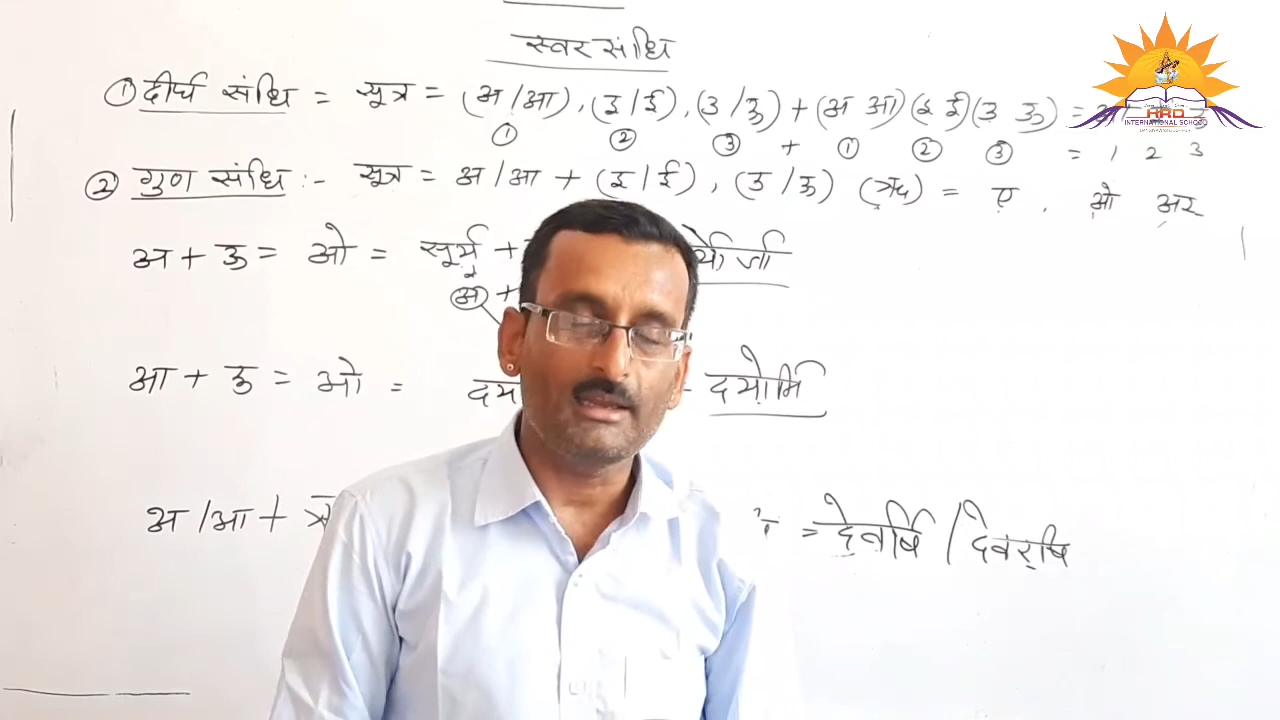 स्वर संधि
① दीर्घ संधि = सूत्र = (अ/आ), (इ/ई), (उ/ऊ) + (अ आ)(इ ई)(उ ऊ) =
① ② ③ + ① ② ③ = 1 2 3
② गुण संधि :- सूत्र = अ/आ + (इ/ई), (उ/ऊ) (ऋ) = ए . ओ अर
अ + ऊ = ओ = सूर्य +
अ +
आ + ऊ = ओ =
दयोर्मि
अ/आ + = देवर्षि / देवर्षि
HRD
INTERNATIONAL SCHOOL